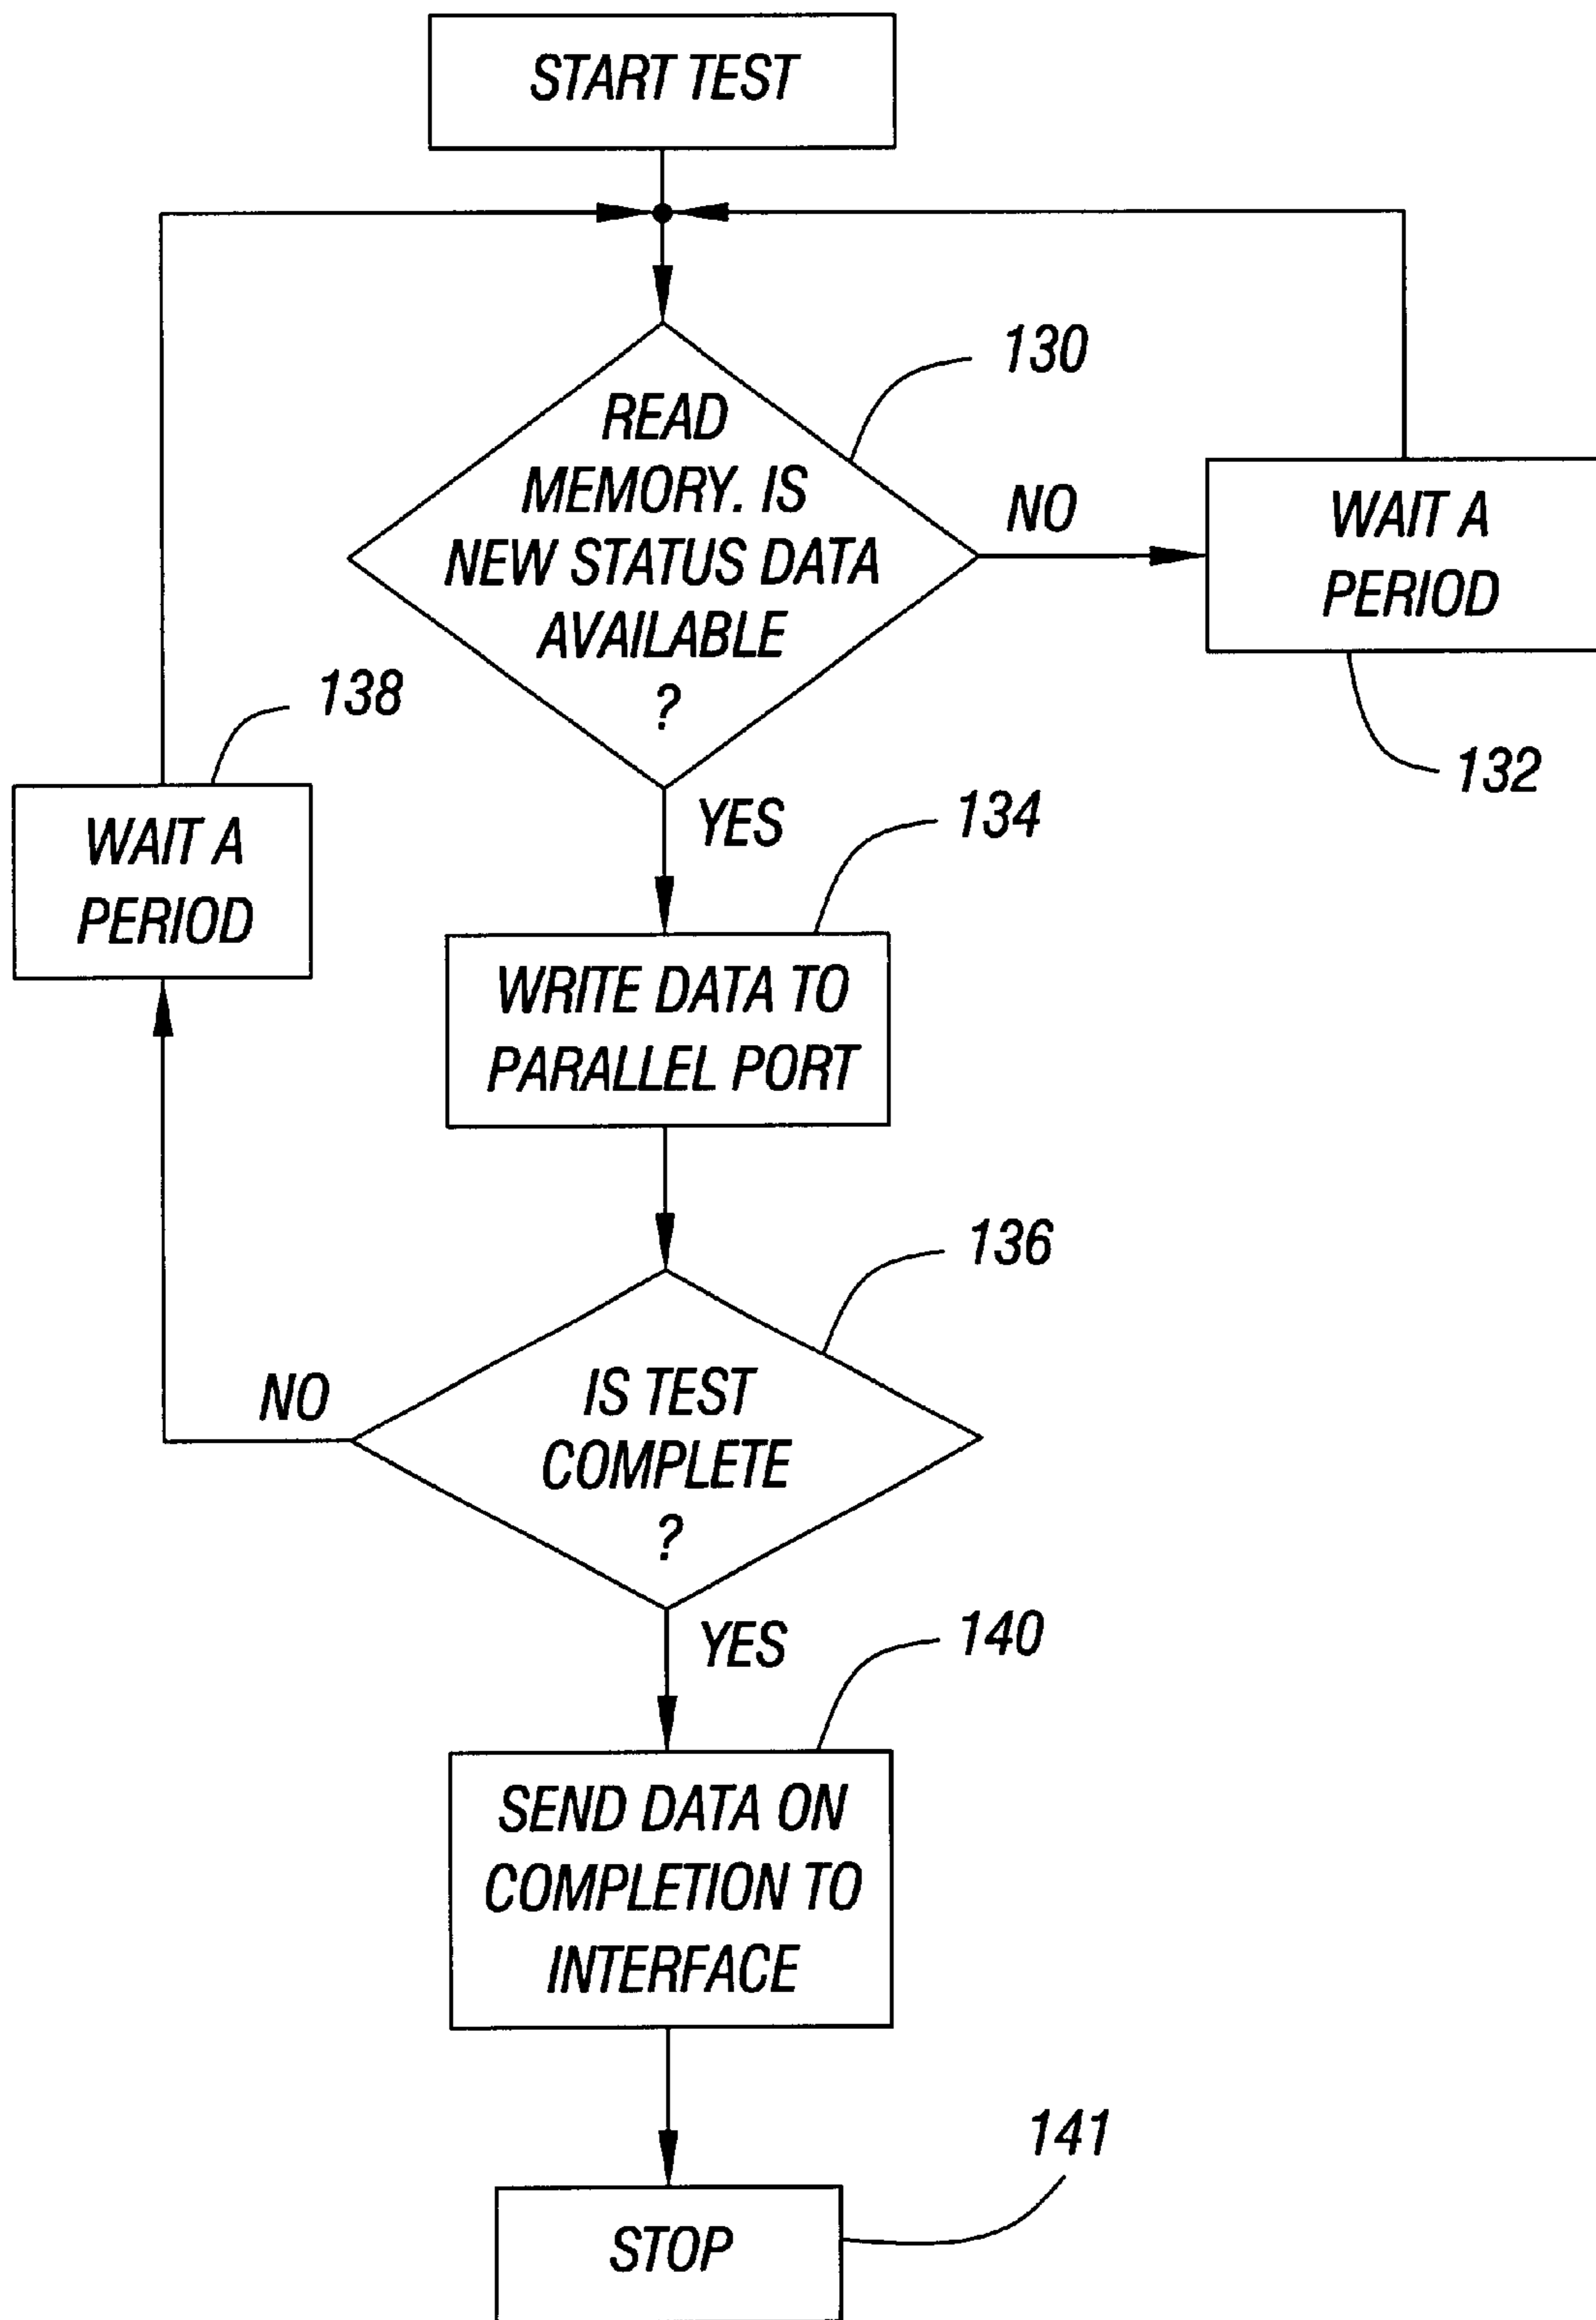 START TEST
130
READ
MEMORY. IS
NEW STATUS DATA
AVAILABLE
?
NO
WAIT A
PERIOD
132
138
WAIT A
PERIOD
YES
134
WRITE DATA TO
PARALLEL PORT
136
IS TEST
COMPLETE
?
NO
YES
140
SEND DATA ON
COMPLETION TO
INTERFACE
141
STOP